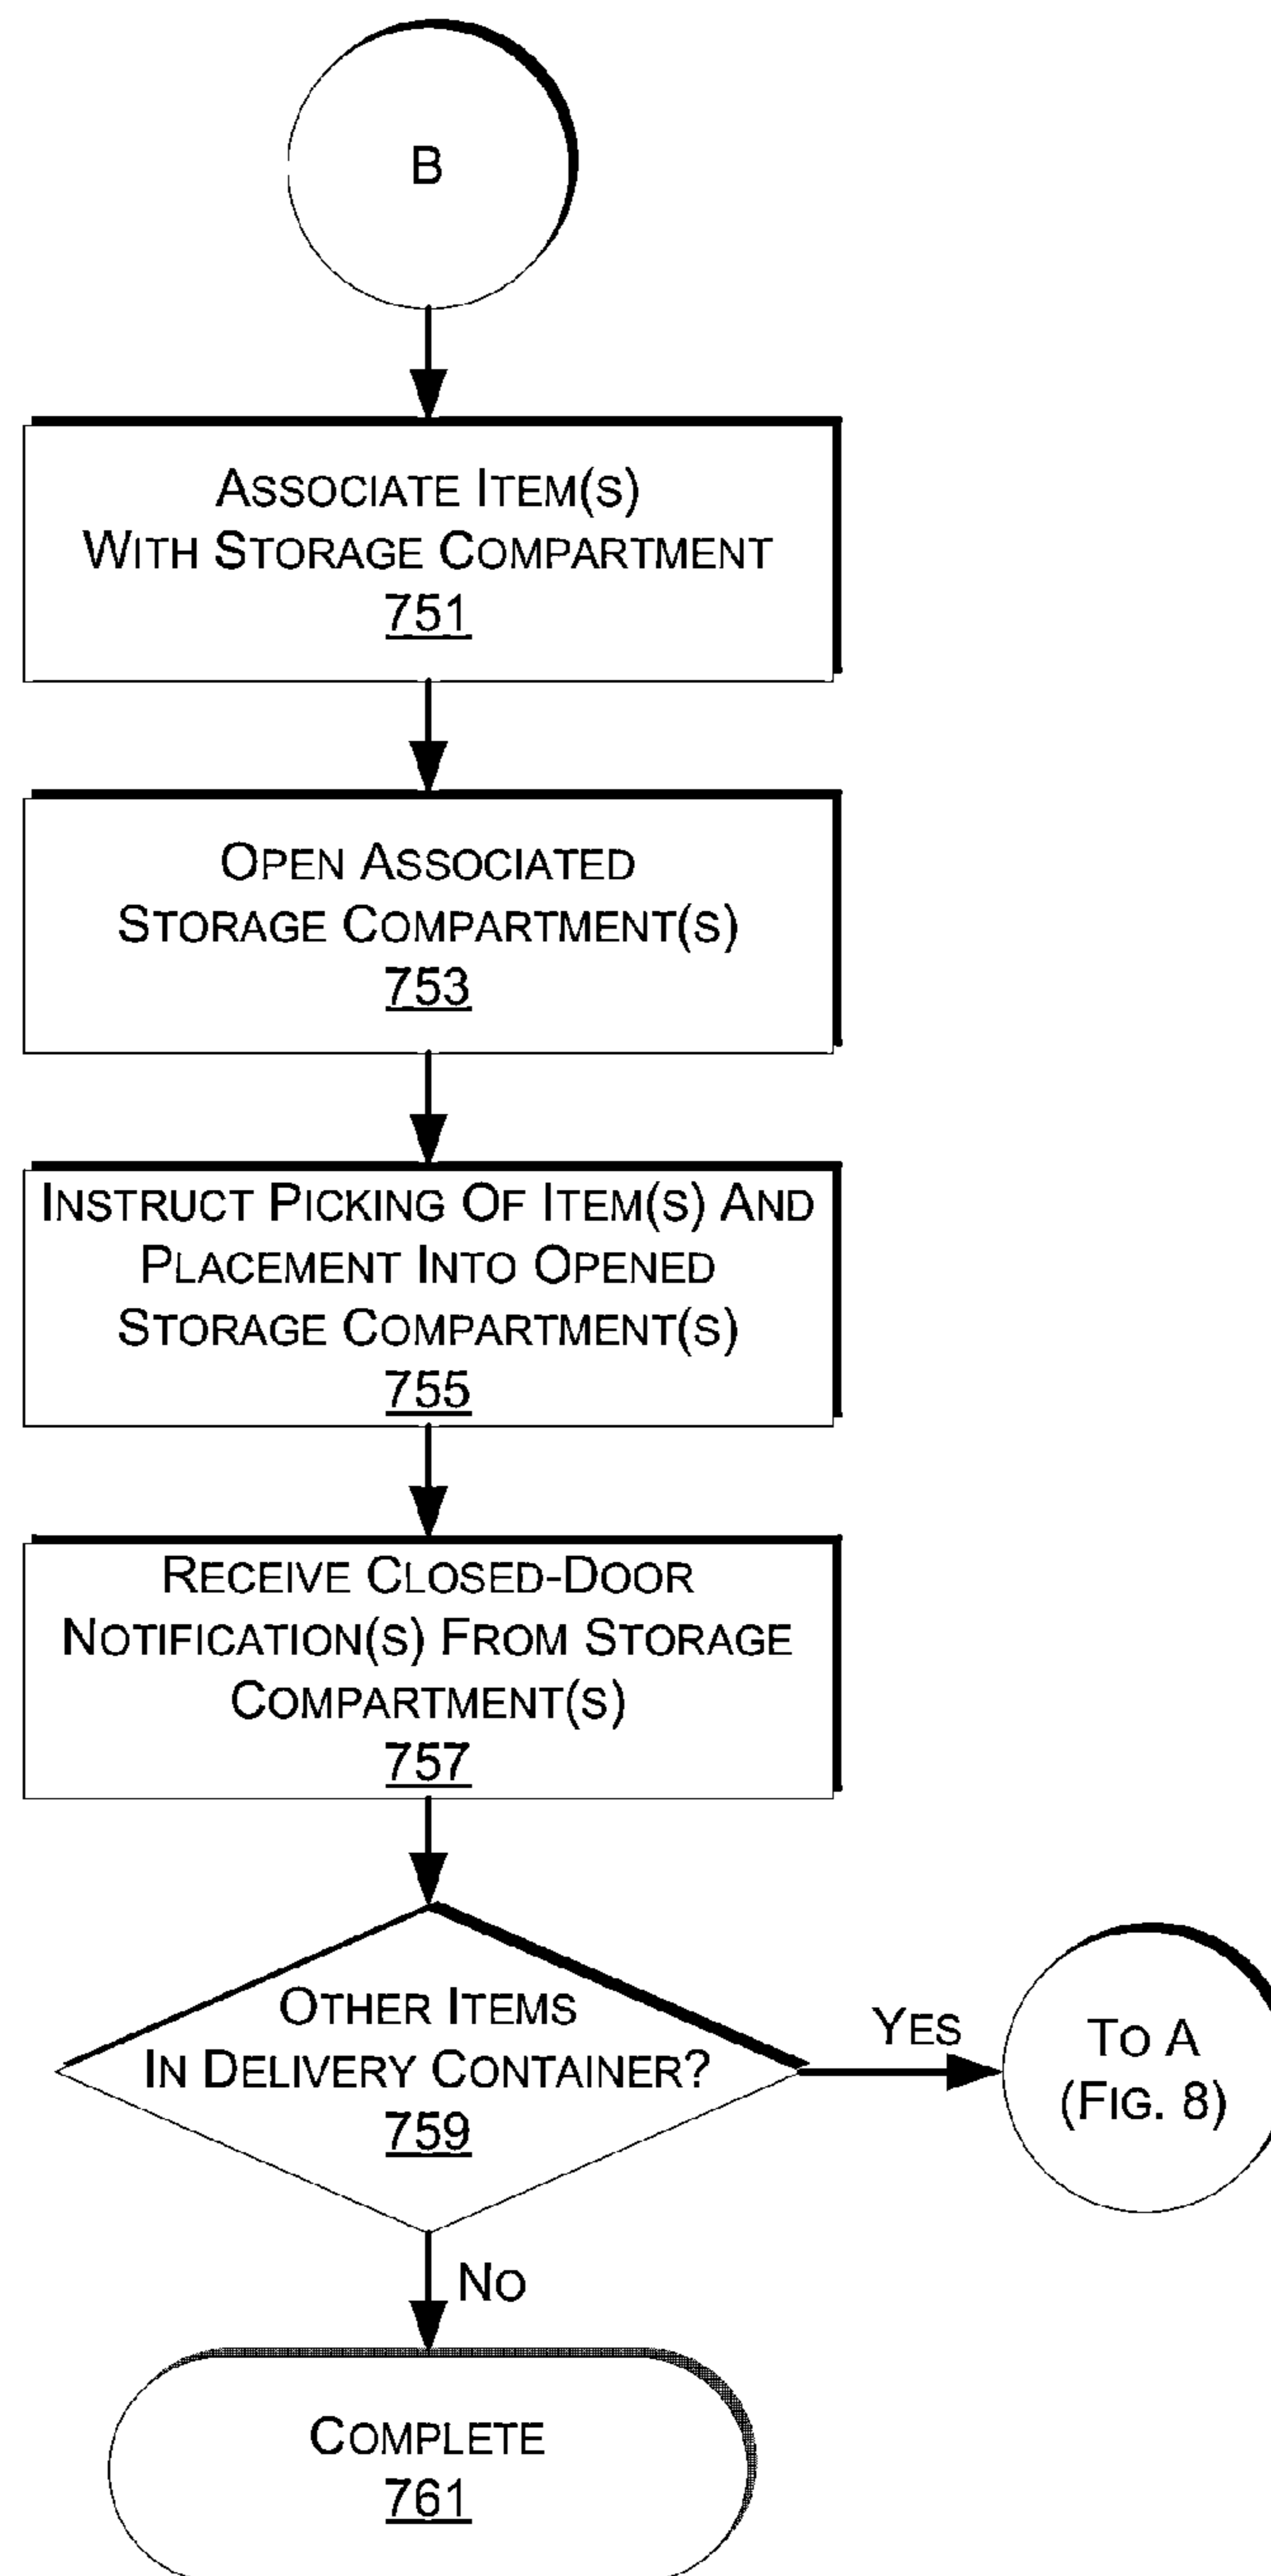 B
ASSOCIATE ITEM(S)
WITH STORAGE COMPARTMENT
751
OPEN ASSOCIATED
STORAGE COMPARTMENT(S)
753
INSTRUCT PICKING OF ITEM(S) AND
PLACEMENT INTO OPENED
STORAGE COMPARTMENT(S)
755
RECEIVE CLOSED-DOOR
NOTIFICATION(S) FROM STORAGE
COMPARTMENT(S)
757
OTHER ITEMS
IN DELIVERY CONTAINER?
759
YES
TO A
(FIG. 8)
NO
COMPLETE
761